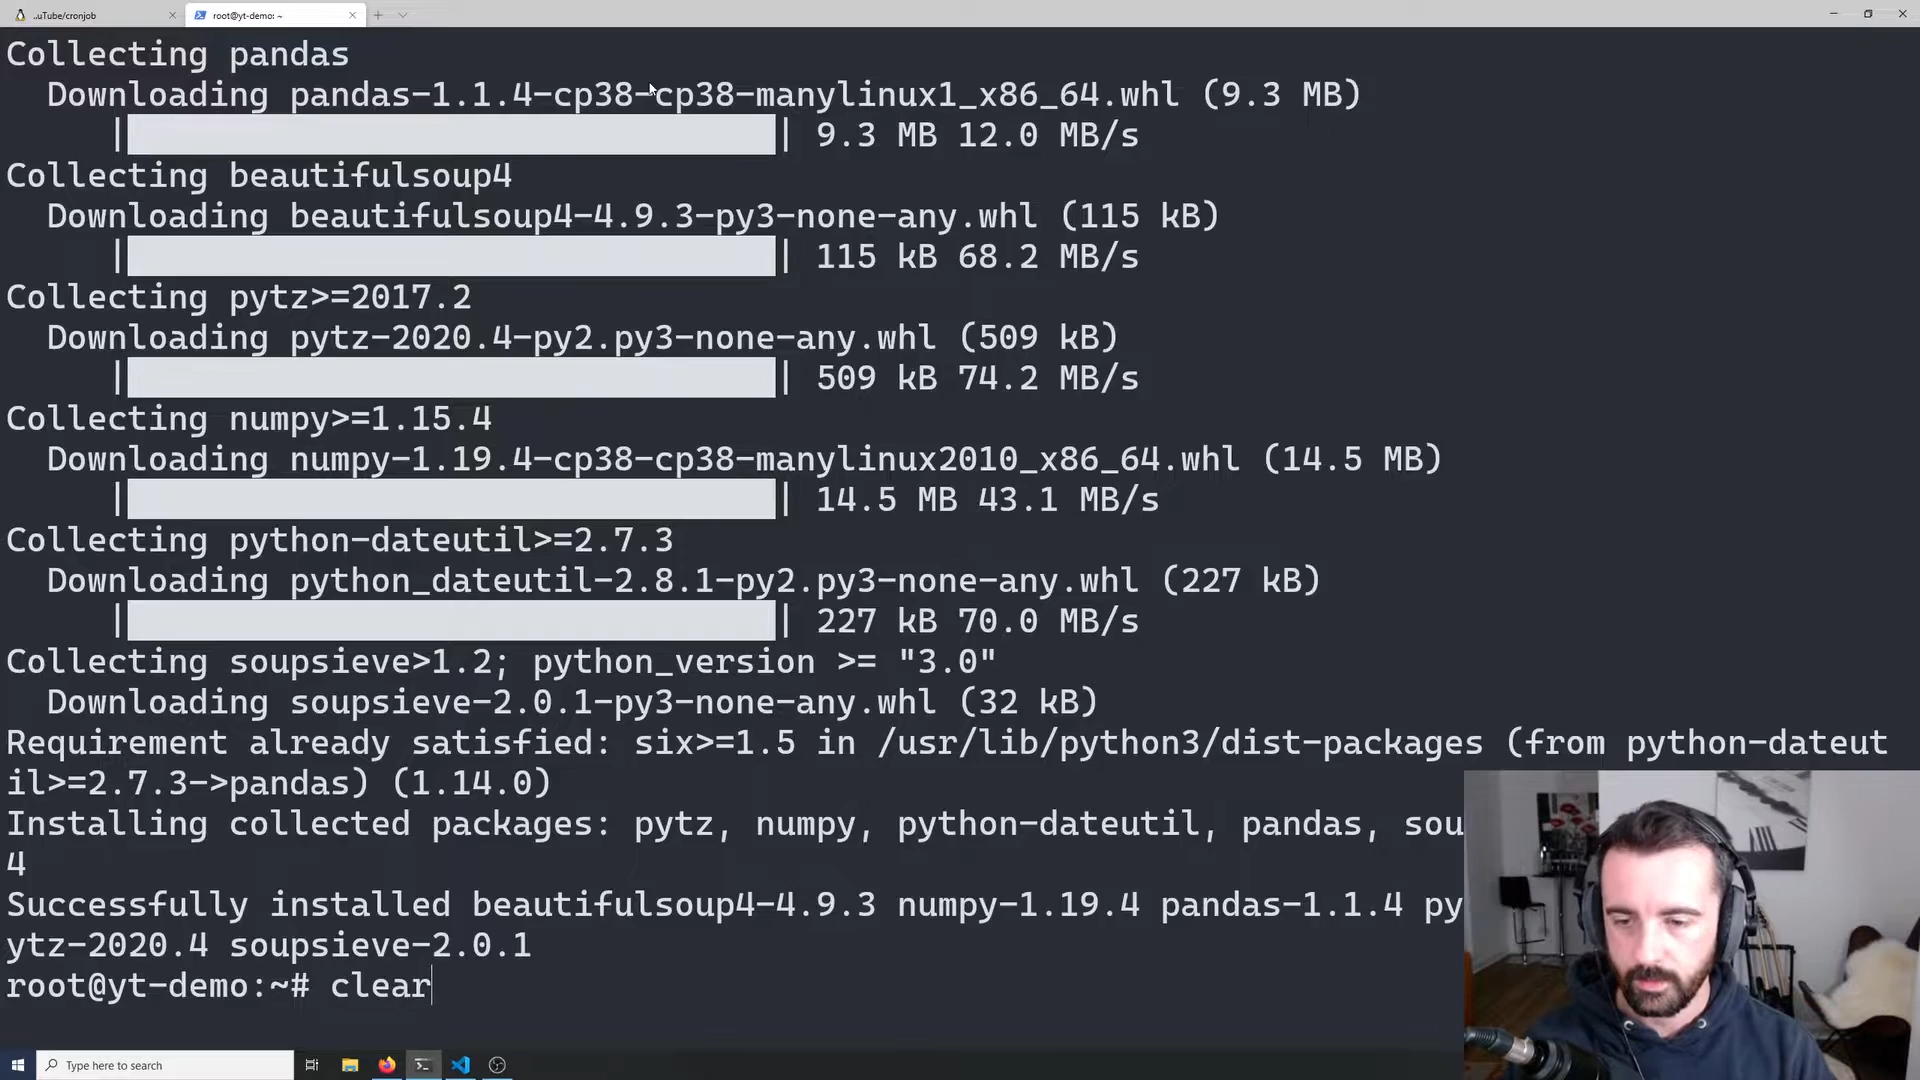 ..uTube/cronjob
root@yt-demo: ~
Collecting pandas
Downloading pandas-1.1.4-cp38-cp38-manylinux1_x86_64.whl (9.3 MB)
| | 9.3 MB 12.0 MB/s
Collecting beautifulsoup4
Downloading beautifulsoup4-4.9.3-py3-none-any.whl (115 kB)
| | 115 kB 68.2 MB/s
Collecting pytz>=2017.2
Downloading pytz-2020.4-py2.py3-none-any.whl (509 kB)
| | 509 kB 74.2 MB/s
Collecting numpy>=1.15.4
Downloading numpy-1.19.4-cp38-cp38-manylinux2010_x86_64.whl (14.5 MB)
| | 14.5 MB 43.1 MB/s
Collecting python-dateutil>=2.7.3
Downloading python_dateutil-2.8.1-py2.py3-none-any.whl (227 kB)
| | 227 kB 70.0 MB/s
Collecting soupsieve>1.2; python_version >= "3.0"
Downloading soupsieve-2.0.1-py3-none-any.whl (32 kB)
Requirement already satisfied: six>=1.5 in /usr/lib/python3/dist-packages (from python-dateut
il>=2.7.3->pandas) (1.14.0)
Installing collected packages: pytz, numpy, python-dateutil, pandas, sou
4
Successfully installed beautifulsoup4-4.9.3 numpy-1.19.4 pandas-1.1.4 py
ytz-2020.4 soupsieve-2.0.1
root@yt-demo:~# clear
Type here to search